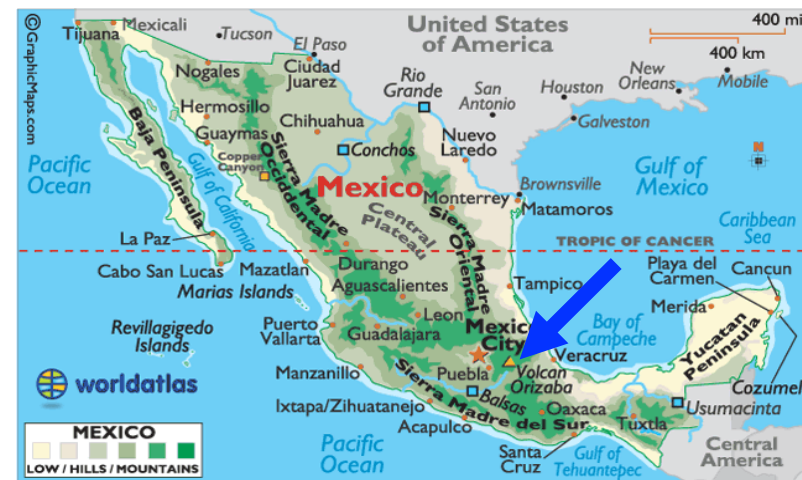 ©GraphicMaps.com
Tijuana
Mexicali
Tucson
El Paso
Nogales
Ciudad
Juarez
United States
of America
400 mi
400 km
Rio
Grande
San
Antonio
Houston
New
Orleans
Mobile
Galveston
Hermosillo
Guaymas
Chihuahua
Conchos
Nuevo
Laredo
N
Pacific
Ocean
Baja Peninsula
Gulf of California
Copper
Canyon
Sierra Madre
Occidental
Mexico
Central
Plateau
Monterrey
Sierra Madre
Oriental
Brownsville
Matamoros
Gulf of
Mexico
Caribbean
Sea
La Paz
TROPIC OF CANCER
Cabo San Lucas
Mazatlan
Marias Islands
Durango
Aguascalientes
Tampico
Playa del
Carmen
Cancun
Merida
Leon
Revillagigedo
Islands
Puerto
Vallarta
Guadalajara
Mexic
City
Bay of
Campeche
Yucatan
Peninsula
Veracruz
Manzanillo
Puebla
Volcan
Orizaba
Cozumel
worldatlas
Ixtapa/Zihuatanejo
Balsas
Sierra Madre del Sur
Oaxaca
Tuxtla
Usumacinta
Acapulco
MEXICO
LOW / HILLS / MOUNTAINS
Pacific
Ocean
Santa
Cruz
Gulf of
Tehuantepec
Central
America